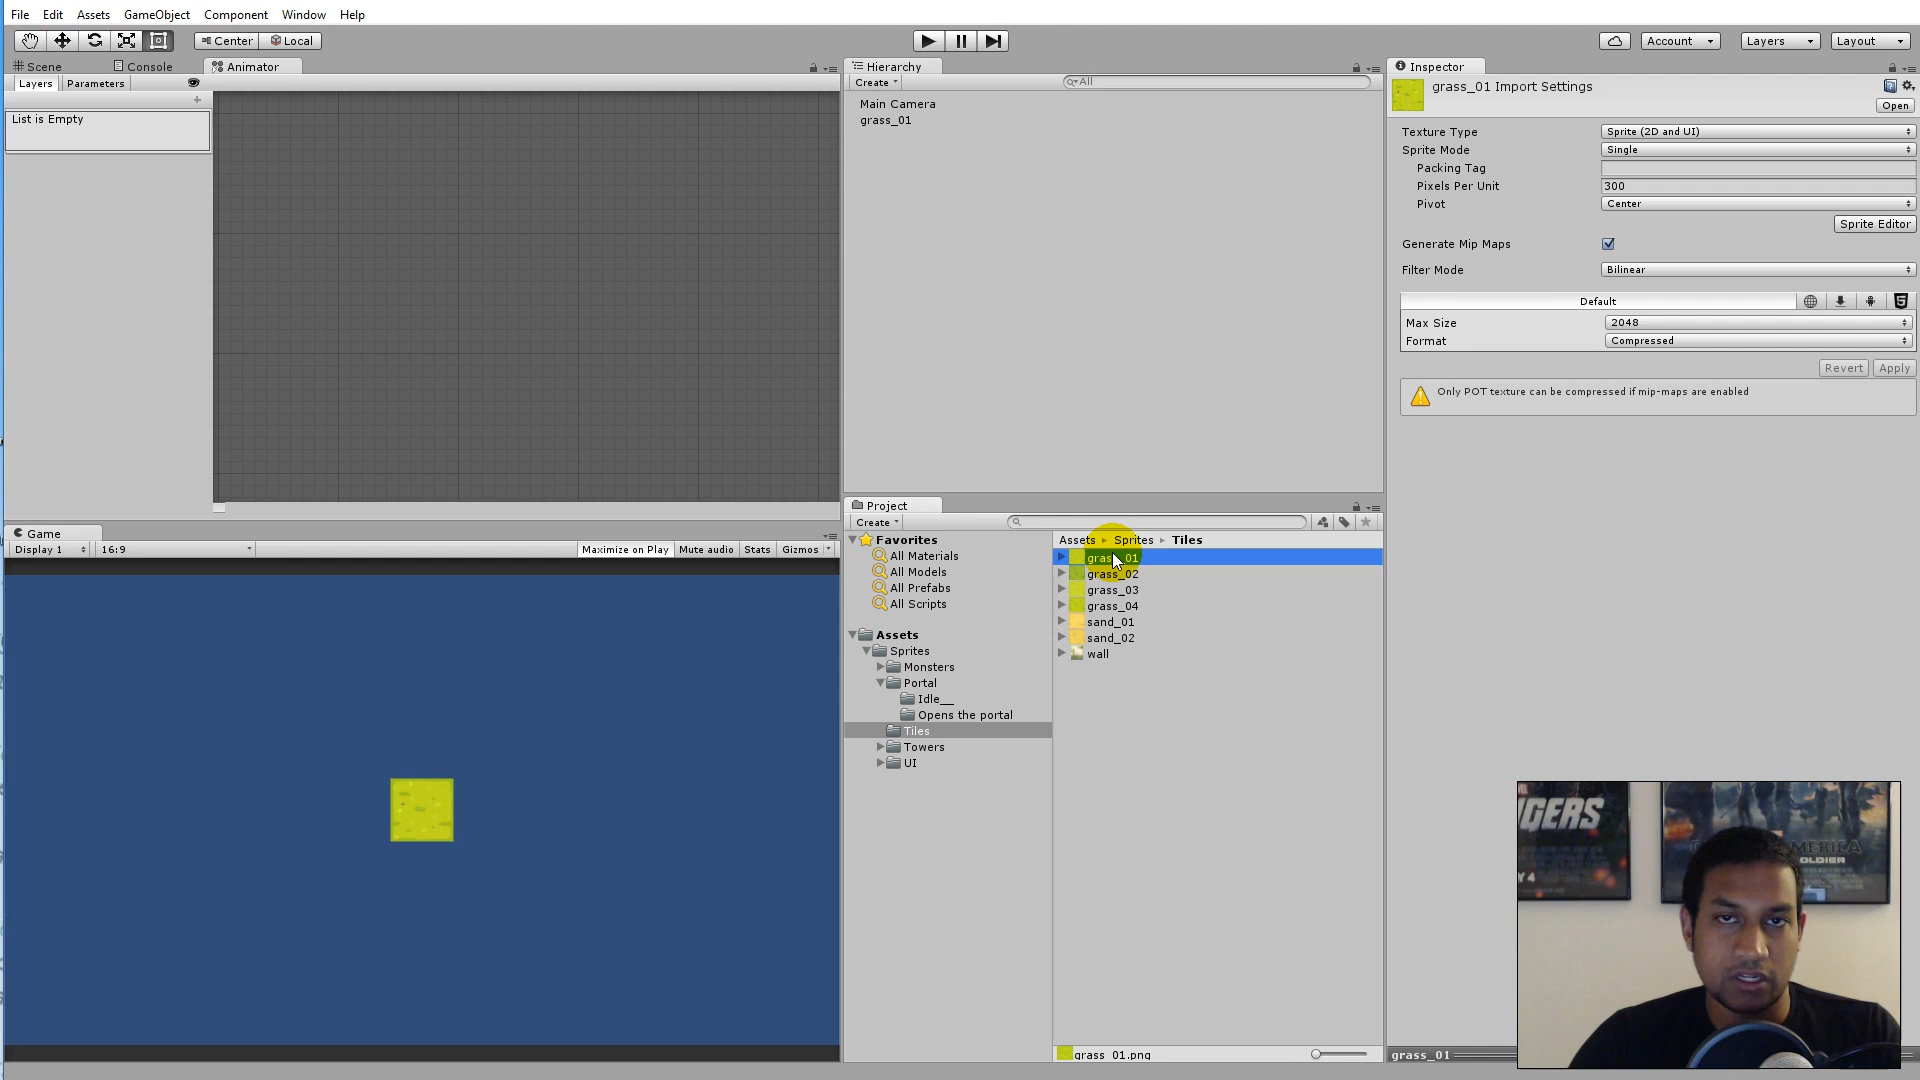 File Edit Assets GameObject Component Window Help
Center Local Account Layers Layout
Scene Console Animator
Layers Parameters
List is Empty
Hierarchy
Create All
Main Camera
grass_01
Inspector
grass_01 Import Settings
Open
Texture Type Sprite (2D and UI)
Sprite Mode Single
Packing Tag
Pixels Per Unit 300
Pivot Center
Sprite Editor
Generate Mip Maps
Filter Mode Bilinear
Default
Max Size 2048
Format Compressed
Revert Apply
Only POT texture can be compressed if mip-maps are enabled
Game
Display 1 16:9 Maximize on Play Mute audio Stats Gizmos
Project
Create
Favorites
All Materials
All Models
All Prefabs
All Scripts
Assets
Sprites
Monsters
Portal
Idle__
Opens the portal
Tiles
Towers
UI
Assets Sprites Tiles
grass_01
grass_02
grass_03
grass_04
sand_01
sand_02
wall
grass_01.png
grass_01
GERS
Y 4
MERICA
OLDIER